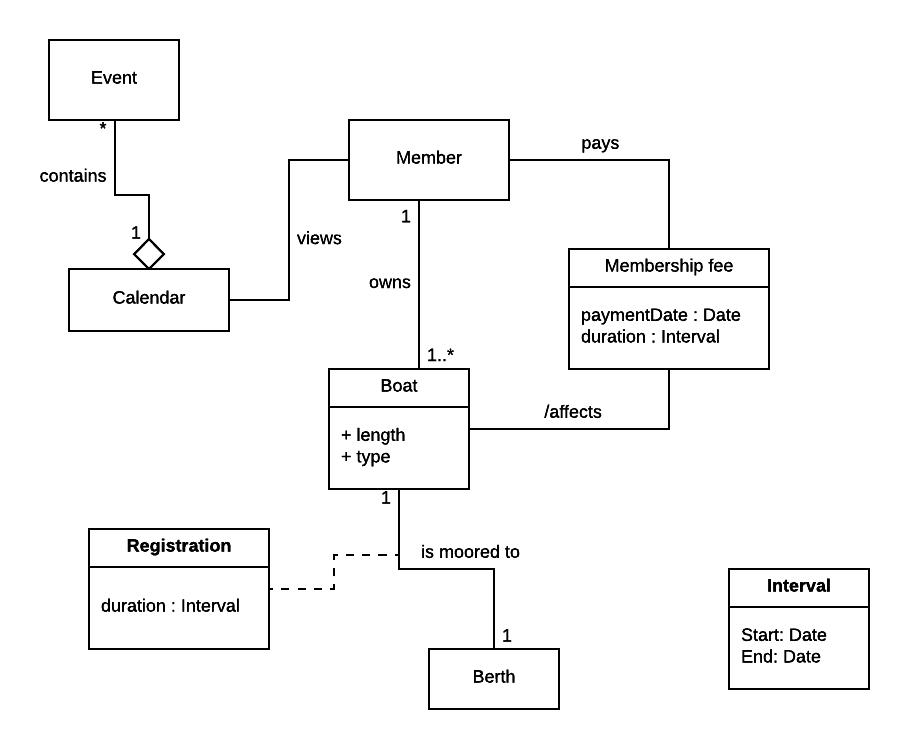 Event
*
contains
1
Calendar
views
Member
pays
1
owns
1..*
Membership fee
paymentDate : Date
duration : Interval
Boat
+ length
+ type
/affects
1
is moored to
Registration
duration : Interval
1
Berth
Interval
Start: Date
End: Date